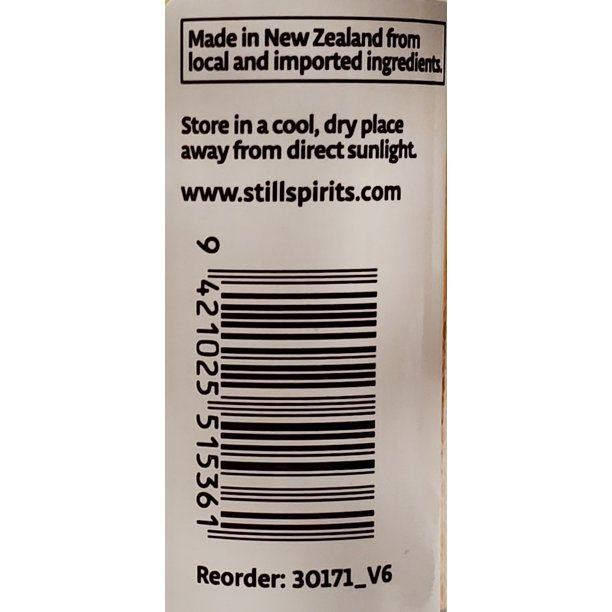 Made in New Zealand from
local and imported ingredients.
Store in a cool, dry place
away from direct sunlight.
www.stillspirits.com
9 421025 515361
Reorder: 30171_V6